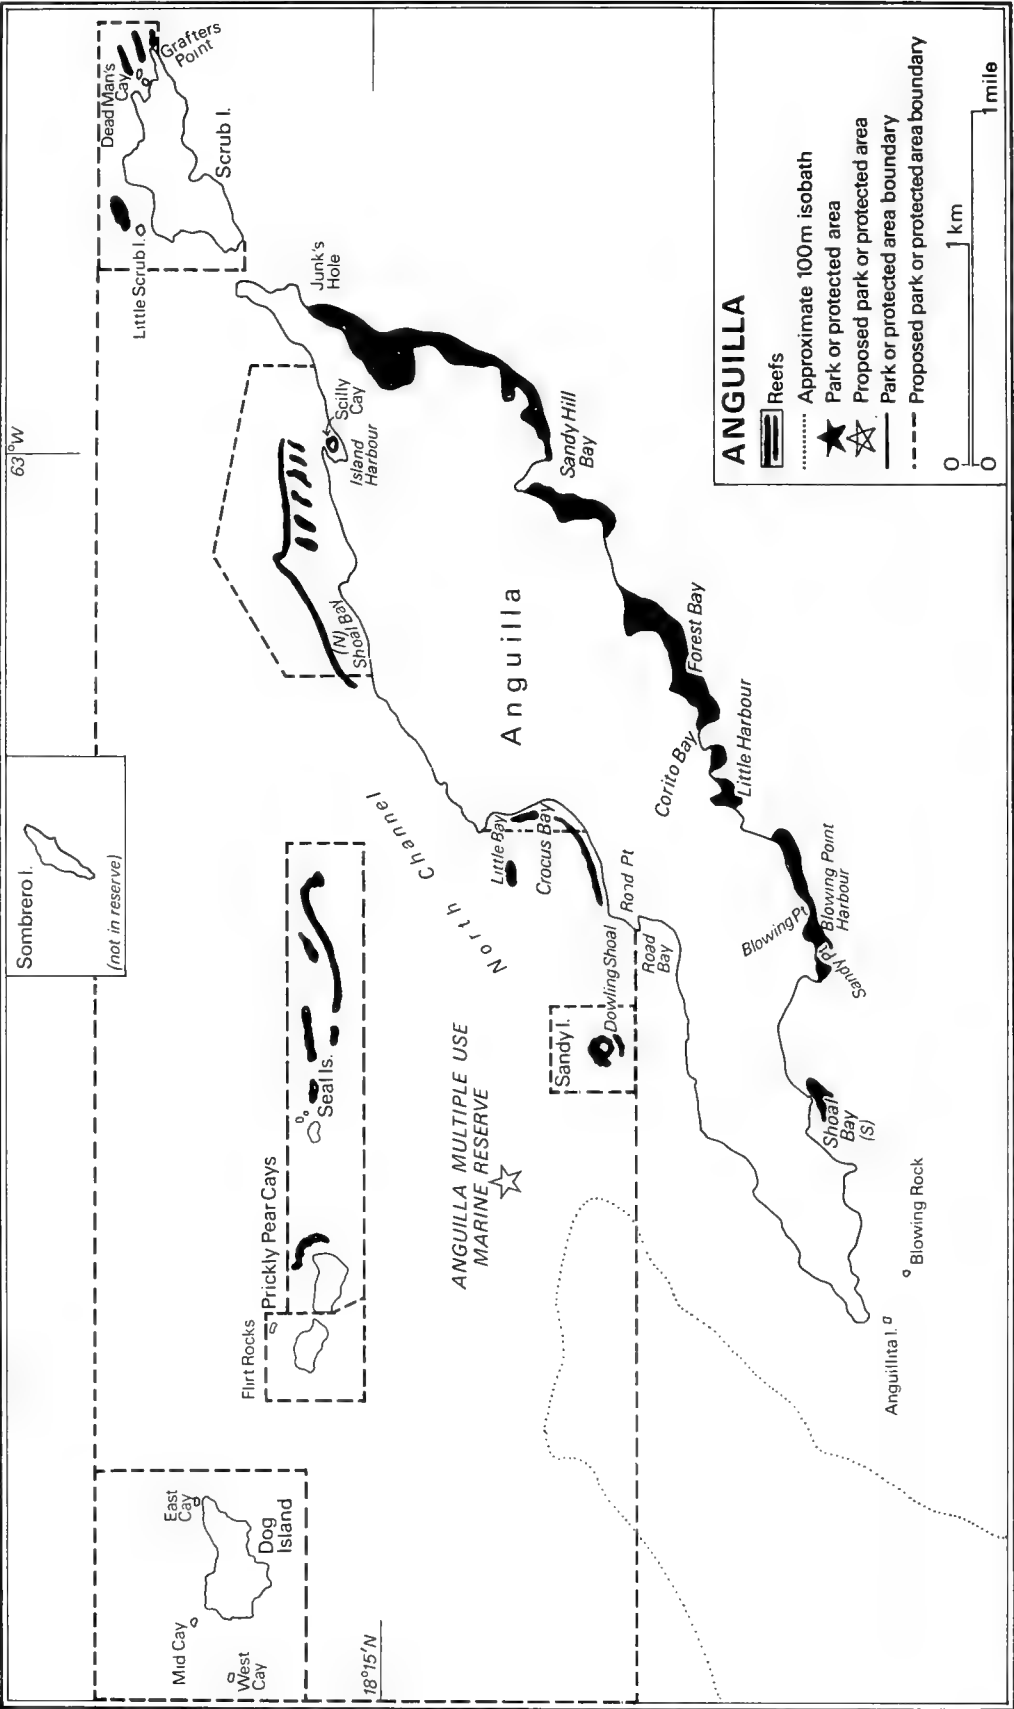 ANGUILLA
Reefs
Approximate 100m isobath
Park or protected area
Proposed park or protected area
Park or protected area boundary
Proposed park or protected area boundary
0
1 km
0
1 mile
63°W
18°15'N
Mid Cay
West
Cay
East
Cay
Dog
Island
Flirt Rocks
Prickly Pear Cays
Seal Is.
Sombrero I.
(not in reserve)
Little Scrub I.
Dead Man's
Cay
Grafters
Point
Scrub I.
Junk's
Hole
Scilly
Cay
Island
Harbour
(N)
Shoal Bay
North Channel
ANGUILLA MULTIPLE USE
MARINE RESERVE
Sandy I.
Dowling Shoal
Road Pt
Road
Bay
Little Bay
Crocus Bay
Anguilla
Sandy Hill
Bay
Forest Bay
Corito Bay
Little Harbour
Blowing Pt
Blowing Point
Harbour
Sandy Pt
Shoal
Bay
(S)
Blowing Rock
Anguillita I.